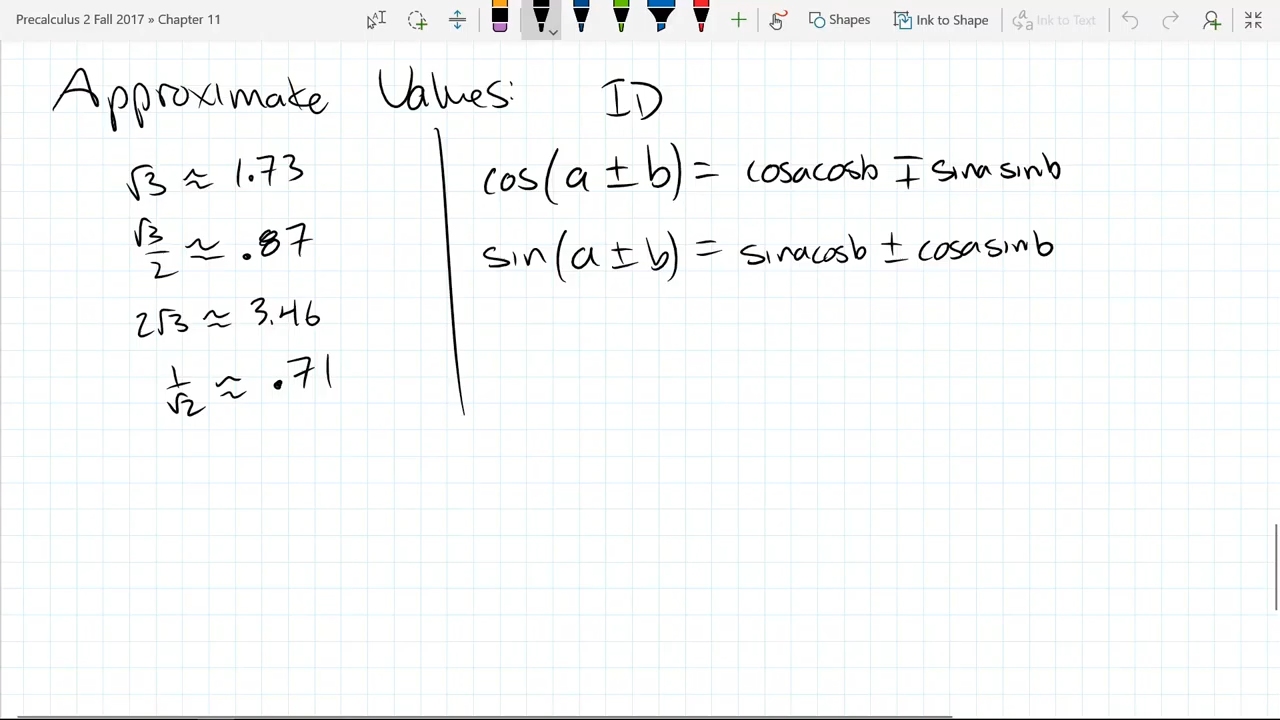 Precalculus 2 Fall 2017 » Chapter 11
Shapes
Ink to Shape
Ink to Text
Approximate Values: ID
√3 ≈ 1.73
√3/2 ≈ .87
2√3 ≈ 3.46
1/√2 ≈ .71
cos(a ± b) = cosacosb ∓ sinasinb
sin(a ± b) = sinacosb ± cosasinb